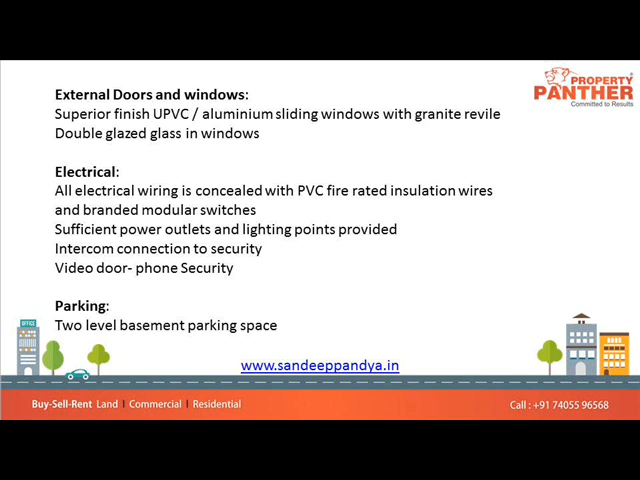 PROPERTY
PANTHER
Committed to Results
External Doors and windows:
Superior finish UPVC / aluminium sliding windows with granite revile
Double glazed glass in windows
Electrical:
All electrical wiring is concealed with PVC fire rated insulation wires
and branded modular switches
Sufficient power outlets and lighting points provided
Intercom connection to security
Video door- phone Security
Parking:
Two level basement parking space
OFFICE
www.sandeeppandya.in
Buy-Sell-Rent Land | Commercial | Residential
Call : +91 74055 96568